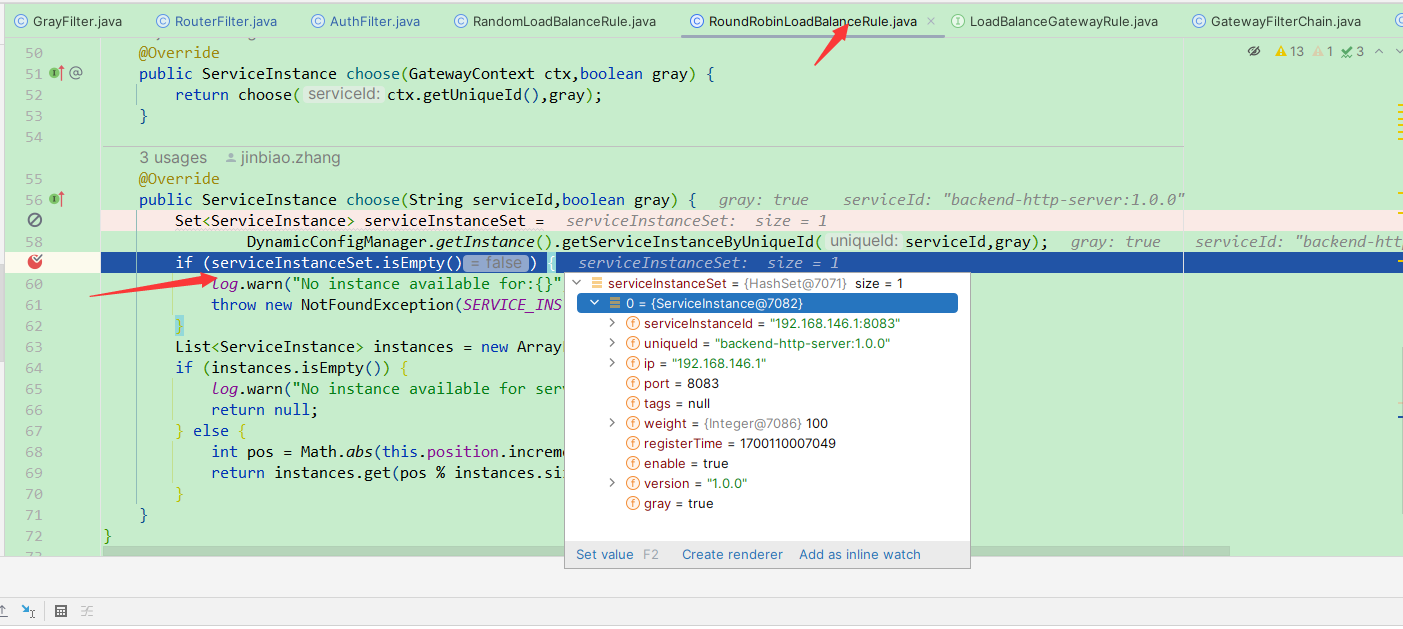 GrayFilter.java RouterFilter.java AuthFilter.java RandomLoadBalanceRule.java RoundRobinLoadBalanceRule.java LoadBalanceGatewayRule.java GatewayFilterChain.java
50 @Override
13 1 3
51 public ServiceInstance choose(GatewayContext ctx,boolean gray) {
52 return choose( serviceId: ctx.getUniqueId(),gray);
53 }
54
3 usages jinbiao.zhang
55 @Override
56 public ServiceInstance choose(String serviceId,boolean gray) { gray: true serviceId: "backend-http-server:1.0.0"
Set<ServiceInstance> serviceInstanceSet = serviceInstanceSet: size = 1
58 DynamicConfigManager.getInstance().getServiceInstanceByUniqueId( uniqueId: serviceId,gray); gray: true serviceId: "backend-htt
if (serviceInstanceSet.isEmpty() = false ) { serviceInstanceSet: size = 1
60 log.warn("No instance available for:{}"
61 throw new NotFoundException(SERVICE_INS
62 }
63 List<ServiceInstance> instances = new Array
64 if (instances.isEmpty()) {
65 log.warn("No instance available for ser
66 return null;
67 } else {
68 int pos = Math.abs(this.position.increm
69 return instances.get(pos % instances.si
70 }
71 }
72 }
73
serviceInstanceSet = {HashSet@7071} size = 1
0 = {ServiceInstance@7082}
serviceInstanceId = "192.168.146.1:8083"
uniqueId = "backend-http-server:1.0.0"
ip = "192.168.146.1"
port = 8083
tags = null
weight = {Integer@7086} 100
registerTime = 1700110007049
enable = true
version = "1.0.0"
gray = true
Set value F2 Create renderer Add as inline watch